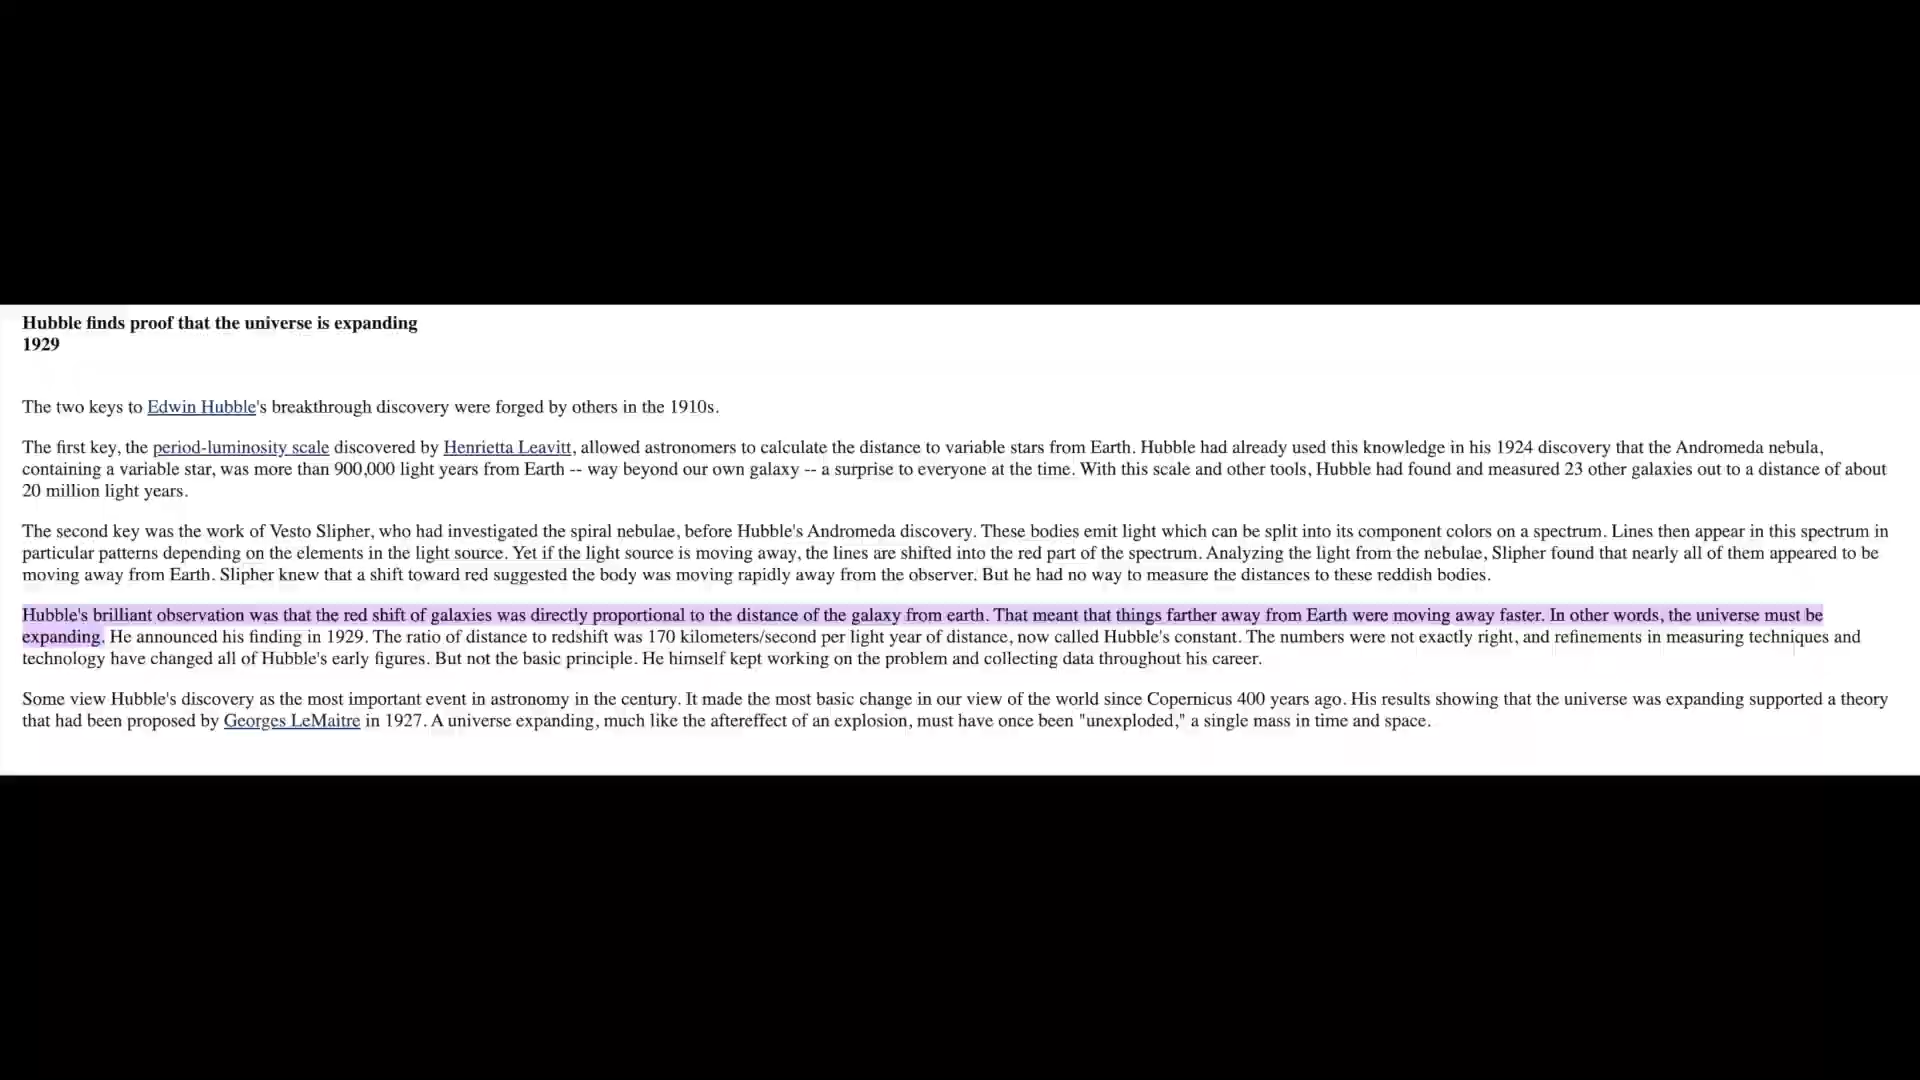 Hubble finds proof that the universe is expanding
1929
The two keys to Edwin Hubble's breakthrough discovery were forged by others in the 1910s.
The first key, the period-luminosity scale discovered by Henrietta Leavitt, allowed astronomers to calculate the distance to variable stars from Earth. Hubble had already used this knowledge in his 1924 discovery that the Andromeda nebula,
containing a variable star, was more than 900,000 light years from Earth -- way beyond our own galaxy -- a surprise to everyone at the time. With this scale and other tools, Hubble had found and measured 23 other galaxies out to a distance of about
20 million light years.
The second key was the work of Vesto Slipher, who had investigated the spiral nebulae, before Hubble's Andromeda discovery. These bodies emit light which can be split into its component colors on a spectrum. Lines then appear in this spectrum in
particular patterns depending on the elements in the light source. Yet if the light source is moving away, the lines are shifted into the red part of the spectrum. Analyzing the light from the nebulae, Slipher found that nearly all of them appeared to be
moving away from Earth. Slipher knew that a shift toward red suggested the body was moving rapidly away from the observer. But he had no way to measure the distances to these reddish bodies.
Hubble's brilliant observation was that the red shift of galaxies was directly proportional to the distance of the galaxy from earth. That meant that things farther away from Earth were moving away faster. In other words, the universe must be
expanding. He announced his finding in 1929. The ratio of distance to redshift was 170 kilometers/second per light year of distance, now called Hubble's constant. The numbers were not exactly right, and refinements in measuring techniques and
technology have changed all of Hubble's early figures. But not the basic principle. He himself kept working on the problem and collecting data throughout his career.
Some view Hubble's discovery as the most important event in astronomy in the century. It made the most basic change in our view of the world since Copernicus 400 years ago. His results showing that the universe was expanding supported a theory
that had been proposed by Georges LeMaitre in 1927. A universe expanding, much like the aftereffect of an explosion, must have once been "unexploded," a single mass in time and space.